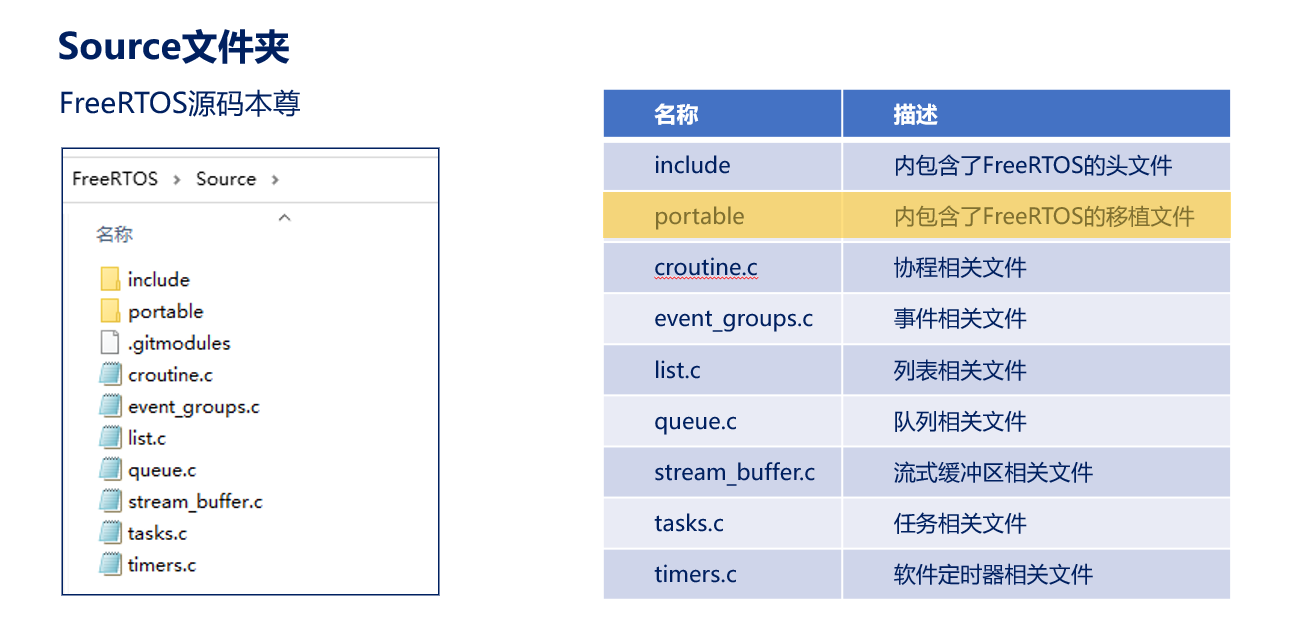 Source文件夹
FreeRTOS源码本尊
FreeRTOS > Source >
名称
include
portable
.gitmodules
croutine.c
event_groups.c
list.c
queue.c
stream_buffer.c
tasks.c
timers.c
名称 描述
include 内包含了FreeRTOS的头文件
portable 内包含了FreeRTOS的移植文件
croutine.c 协程相关文件
event_groups.c 事件相关文件
list.c 列表相关文件
queue.c 队列相关文件
stream_buffer.c 流式缓冲区相关文件
tasks.c 任务相关文件
timers.c 软件定时器相关文件